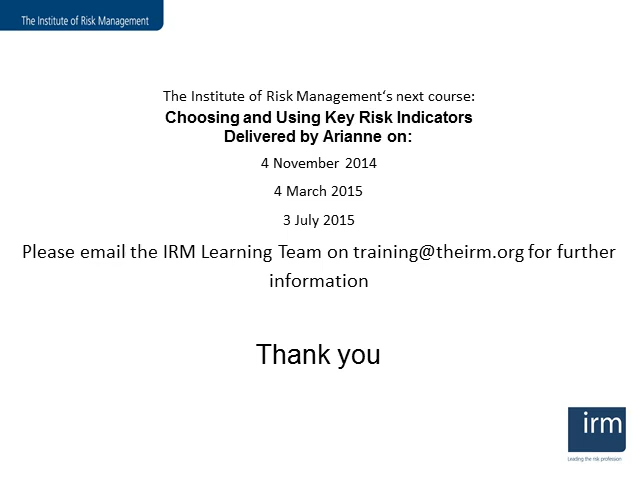 The Institute of Risk Management
The Institute of Risk Management‘s next course:
Choosing and Using Key Risk Indicators
Delivered by Arianne on:
4 November 2014
4 March 2015
3 July 2015
Please email the IRM Learning Team on training@theirm.org for further
information
Thank you
irm
Leading the risk profession